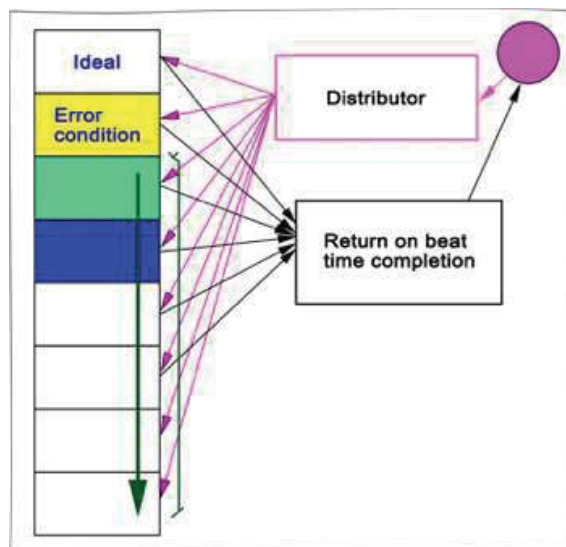 Ideal
Error
condition
Distributor
Return on beat
time completion